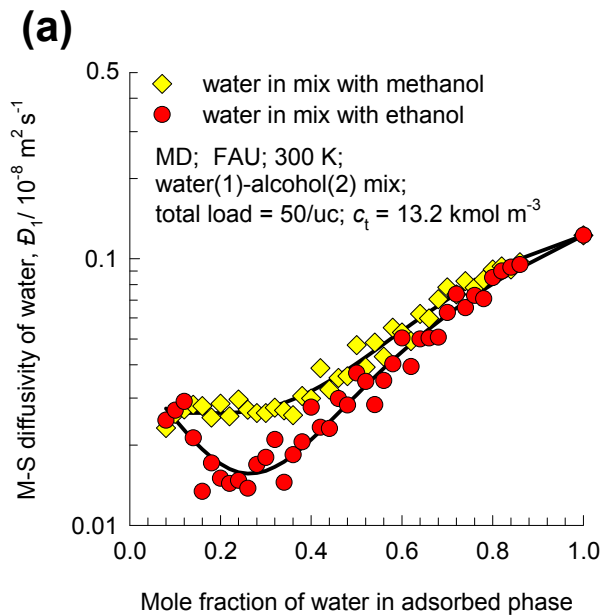 (a)
0.5
water in mix with methanol
water in mix with ethanol
MD; FAU; 300 K;
water(1)-alcohol(2) mix;
total load = 50/uc; cₜ = 13.2 kmol m⁻³
M-S diffusivity of water, Đ₁/ 10⁻⁸ m² s⁻¹
0.1
0.01
0.0 0.2 0.4 0.6 0.8 1.0
Mole fraction of water in adsorbed phase